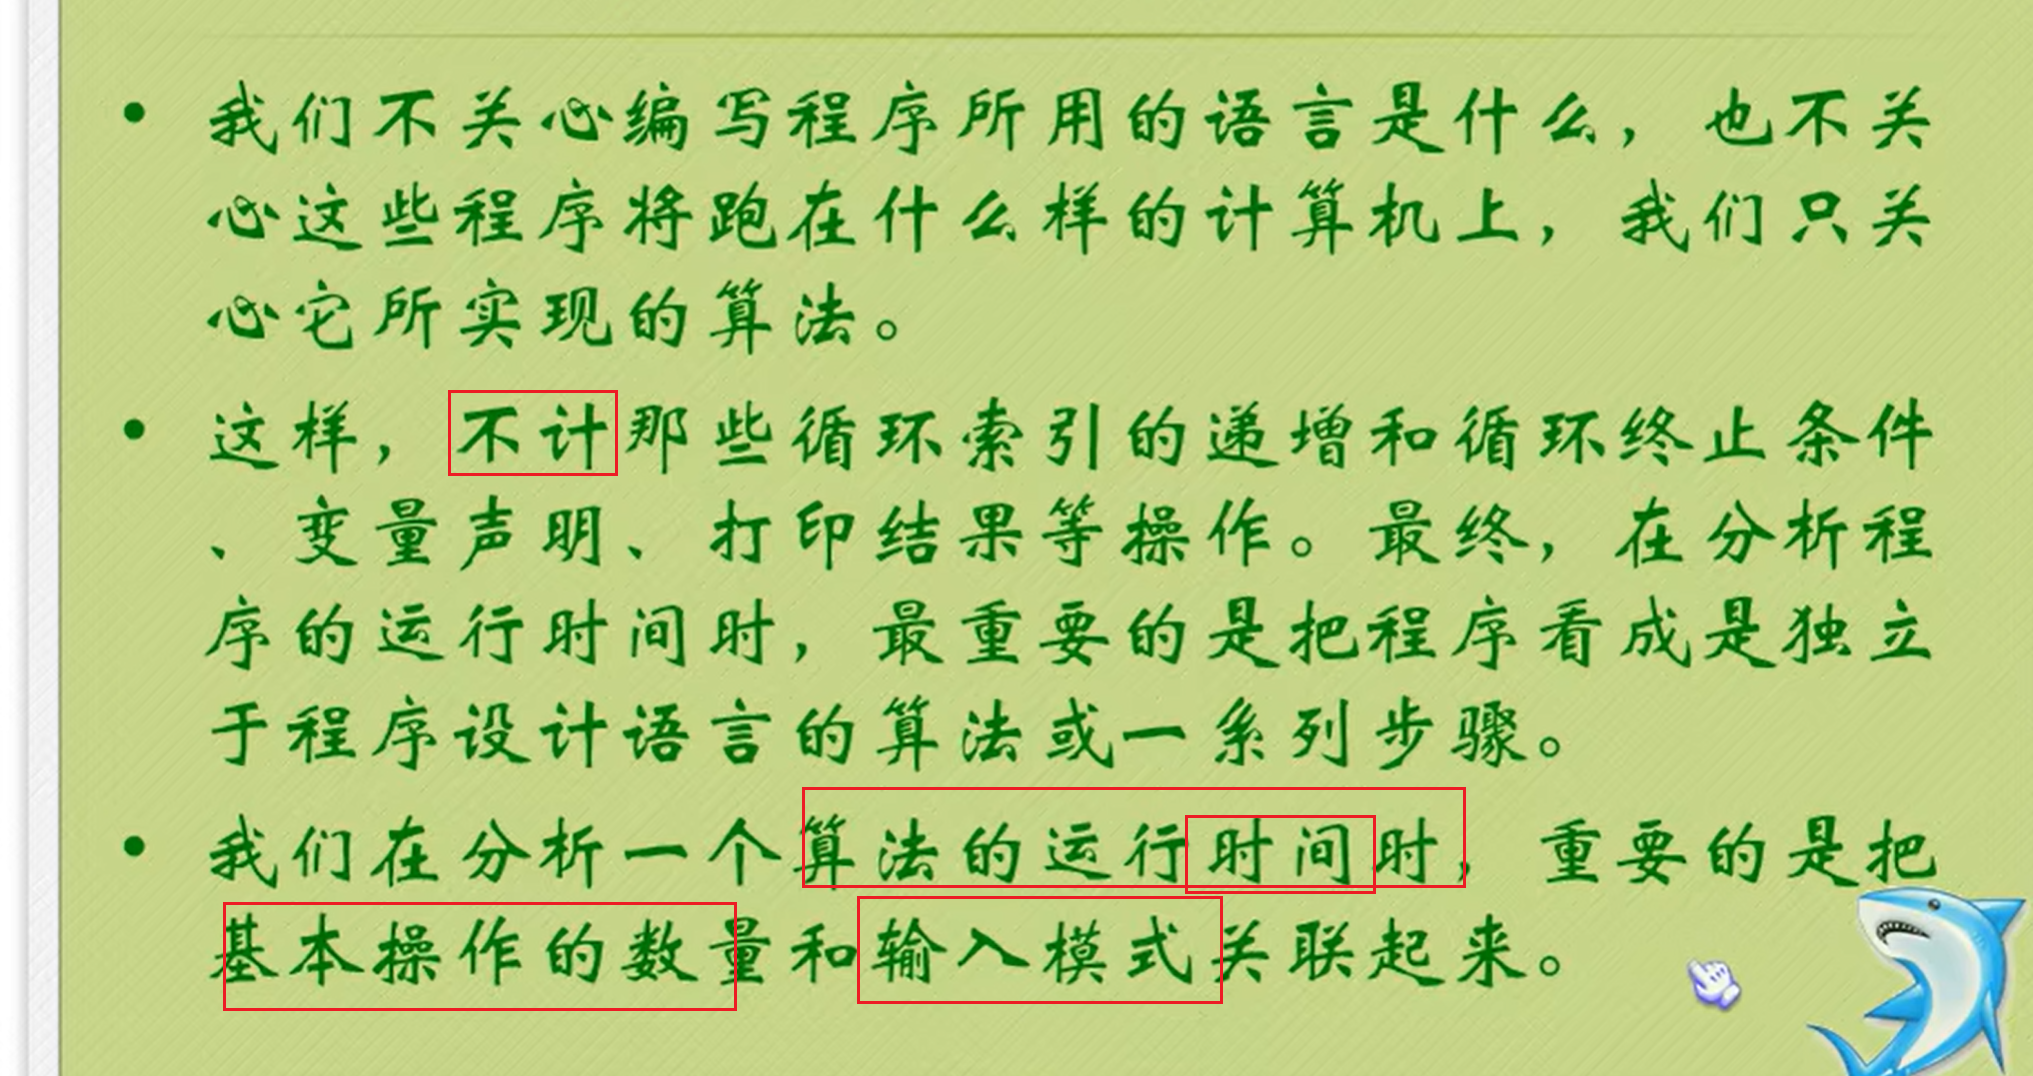 • 我们不关心编写程序所用的语言是什么，也不关
心这些程序将跑在什么样的计算机上，我们只关
心它所实现的算法。
• 这样，不计那些循环索引的递增和循环终止条件
、变量声明、打印结果等操作。最终，在分析程
序的运行时间时，最重要的是把程序看成是独立
于程序设计语言的算法或一系列步骤。
• 我们在分析一个算法的运行时间时，重要的是把
基本操作的数量和输入模式关联起来。